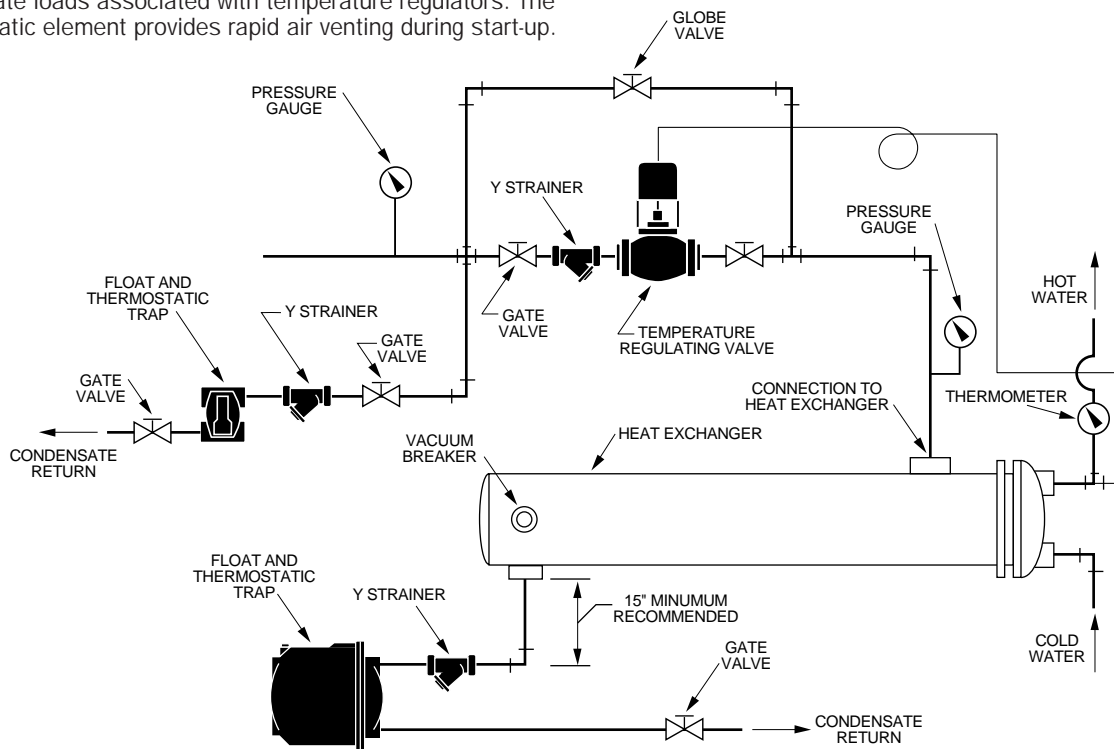 ate loads associated with temperature regulators. The
atic element provides rapid air venting during start-up.
GLOBE
VALVE
PRESSURE
GAUGE
Y STRAINER
PRESSURE
GAUGE
HOT
WATER
FLOAT AND
THERMOSTATIC
TRAP
Y STRAINER
GATE
VALVE
GATE
VALVE
TEMPERATURE
REGULATING VALVE
GATE
VALVE
CONNECTION TO
HEAT EXCHANGER
THERMOMETER
CONDENSATE
RETURN
VACUUM
BREAKER
HEAT EXCHANGER
FLOAT AND
THERMOSTATIC
TRAP
Y STRAINER
15" MINUMUM
RECOMMENDED
GATE
VALVE
COLD
WATER
CONDENSATE
RETURN